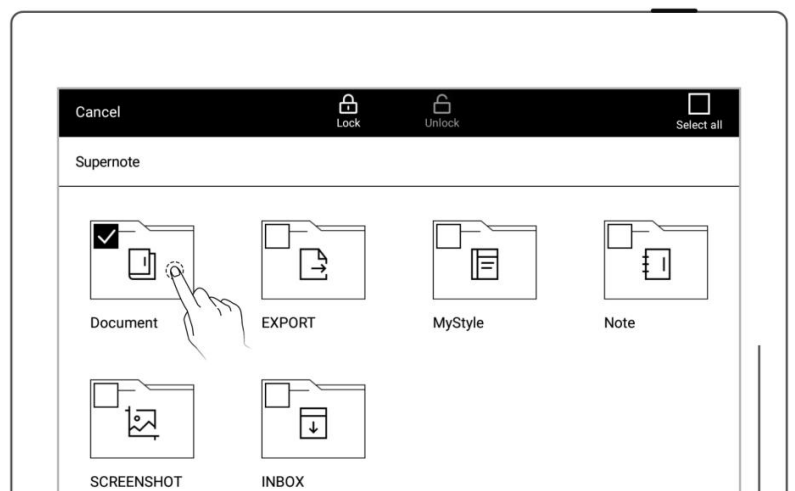 Cancel
Lock
Unlock
Select all
Supernote
Document
EXPORT
MyStyle
Note
SCREENSHOT
INBOX